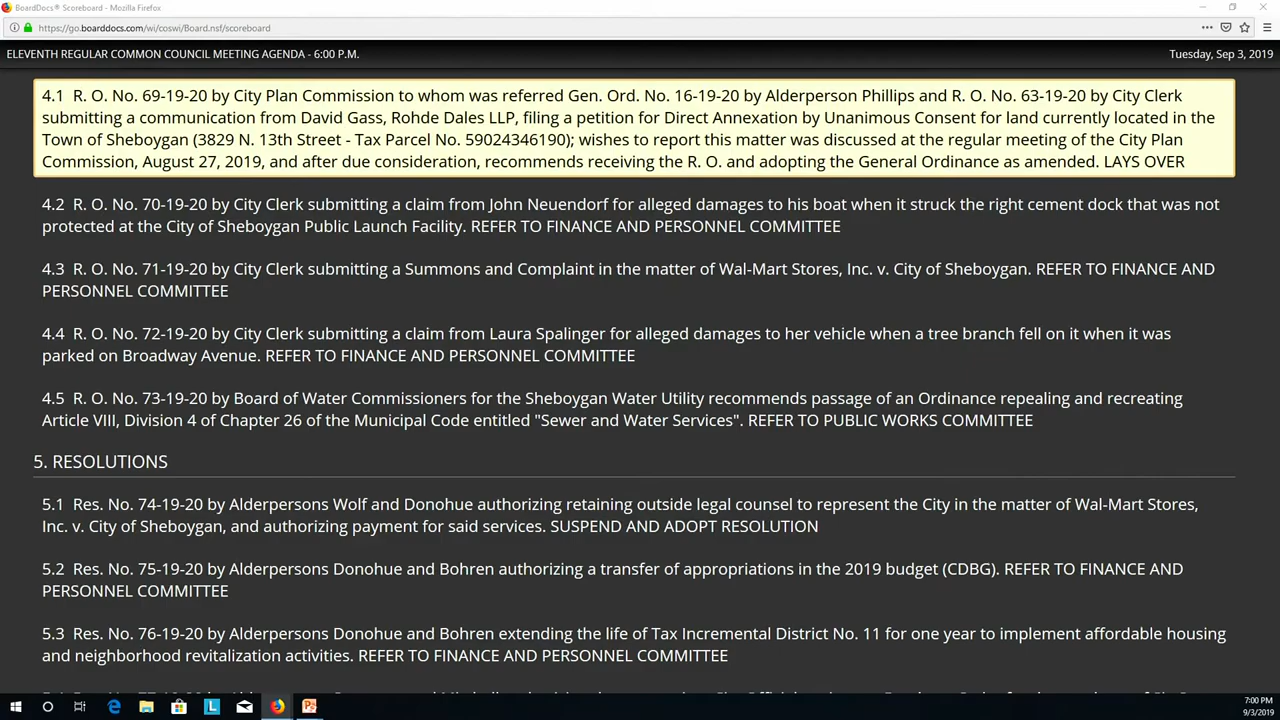 BoardDocs® Scoreboard - Mozilla Firefox
https://go.boarddocs.com/wi/coswi/Board.nsf/scoreboard
ELEVENTH REGULAR COMMON COUNCIL MEETING AGENDA - 6:00 P.M.
Tuesday, Sep 3, 2019
4.1 R. O. No. 69-19-20 by City Plan Commission to whom was referred Gen. Ord. No. 16-19-20 by Alderperson Phillips and R. O. No. 63-19-20 by City Clerk
submitting a communication from David Gass, Rohde Dales LLP, filing a petition for Direct Annexation by Unanimous Consent for land currently located in the
Town of Sheboygan (3829 N. 13th Street - Tax Parcel No. 59024346190); wishes to report this matter was discussed at the regular meeting of the City Plan
Commission, August 27, 2019, and after due consideration, recommends receiving the R. O. and adopting the General Ordinance as amended. LAYS OVER
4.2 R. O. No. 70-19-20 by City Clerk submitting a claim from John Neuendorf for alleged damages to his boat when it struck the right cement dock that was not
protected at the City of Sheboygan Public Launch Facility. REFER TO FINANCE AND PERSONNEL COMMITTEE
4.3 R. O. No. 71-19-20 by City Clerk submitting a Summons and Complaint in the matter of Wal-Mart Stores, Inc. v. City of Sheboygan. REFER TO FINANCE AND
PERSONNEL COMMITTEE
4.4 R. O. No. 72-19-20 by City Clerk submitting a claim from Laura Spalinger for alleged damages to her vehicle when a tree branch fell on it when it was
parked on Broadway Avenue. REFER TO FINANCE AND PERSONNEL COMMITTEE
4.5 R. O. No. 73-19-20 by Board of Water Commissioners for the Sheboygan Water Utility recommends passage of an Ordinance repealing and recreating
Article VIII, Division 4 of Chapter 26 of the Municipal Code entitled "Sewer and Water Services". REFER TO PUBLIC WORKS COMMITTEE
5. RESOLUTIONS
5.1 Res. No. 74-19-20 by Alderpersons Wolf and Donohue authorizing retaining outside legal counsel to represent the City in the matter of Wal-Mart Stores,
Inc. v. City of Sheboygan, and authorizing payment for said services. SUSPEND AND ADOPT RESOLUTION
5.2 Res. No. 75-19-20 by Alderpersons Donohue and Bohren authorizing a transfer of appropriations in the 2019 budget (CDBG). REFER TO FINANCE AND
PERSONNEL COMMITTEE
5.3 Res. No. 76-19-20 by Alderpersons Donohue and Bohren extending the life of Tax Incremental District No. 11 for one year to implement affordable housing
and neighborhood revitalization activities. REFER TO FINANCE AND PERSONNEL COMMITTEE
7:00 PM
9/3/2019